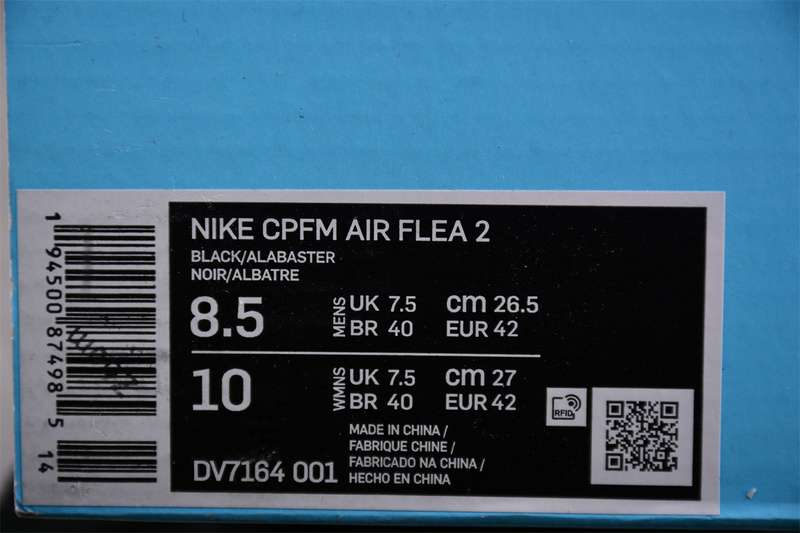 NIKE CPFM AIR FLEA 2
BLACK/ALABASTER
NOIR/ALBATRE
8.5 MENS UK 7.5 cm 26.5
BR 40 EUR 42
10 WMNS UK 7.5 cm 27
BR 40 EUR 42
MADE IN CHINA /
FABRIQUE CHINE /
FABRICADO NA CHINA /
HECHO EN CHINA
DV7164 001
RFID
1 94500 87498 5 14